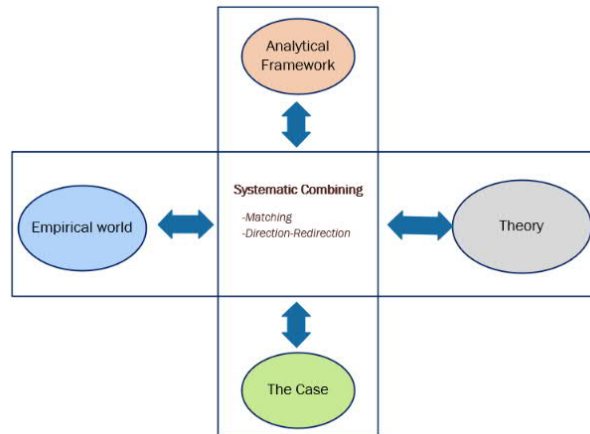 Analytical
Framework
Systematic Combining
-Matching
-Direction-Redirection
Empirical world
Theory
The Case